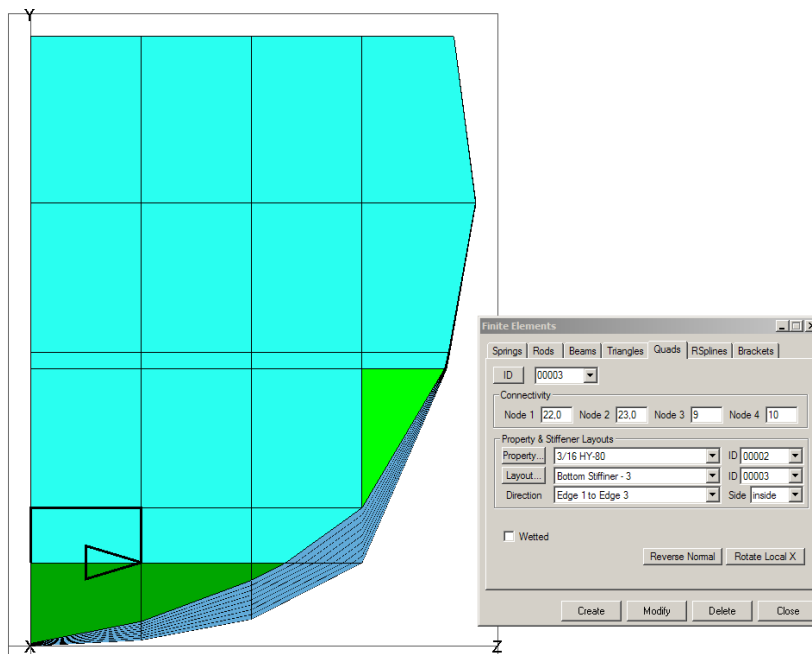 Y
X
Z
Finite Elements
Springs Rods Beams Triangles Quads RSplines Brackets
ID 00003
Connectivity
Node 1 22,0 Node 2 23,0 Node 3 9 Node 4 10
Property & Stiffener Layouts
Property... 3/16 HY-80 ID 00002
Layout... Bottom Stiffiner - 3 ID 00003
Direction Edge 1 to Edge 3 Side inside
Wetted
Reverse Normal Rotate Local X
Create Modify Delete Close